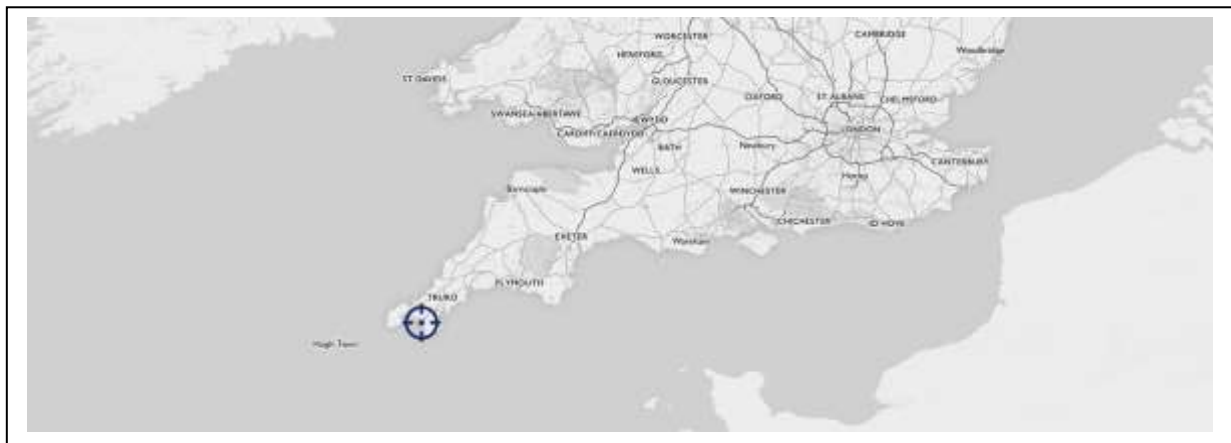 WORCESTER
CAMBRIDGE
Woodbridge
HEREFORD
ST DAVIDS
GLOUCESTER
OXFORD
ST ALBANS
CHELMSFORD
SWANSEA-ABERTAWE
CARDIFF/CAERDYDD
LONDON
BATH
Newbury
CANTERBURY
WELLS
Horley
Barnstaple
WINCHESTER
CHICHESTER
EXETER
Wareham
PLYMOUTH
TRURO
Hugh Town